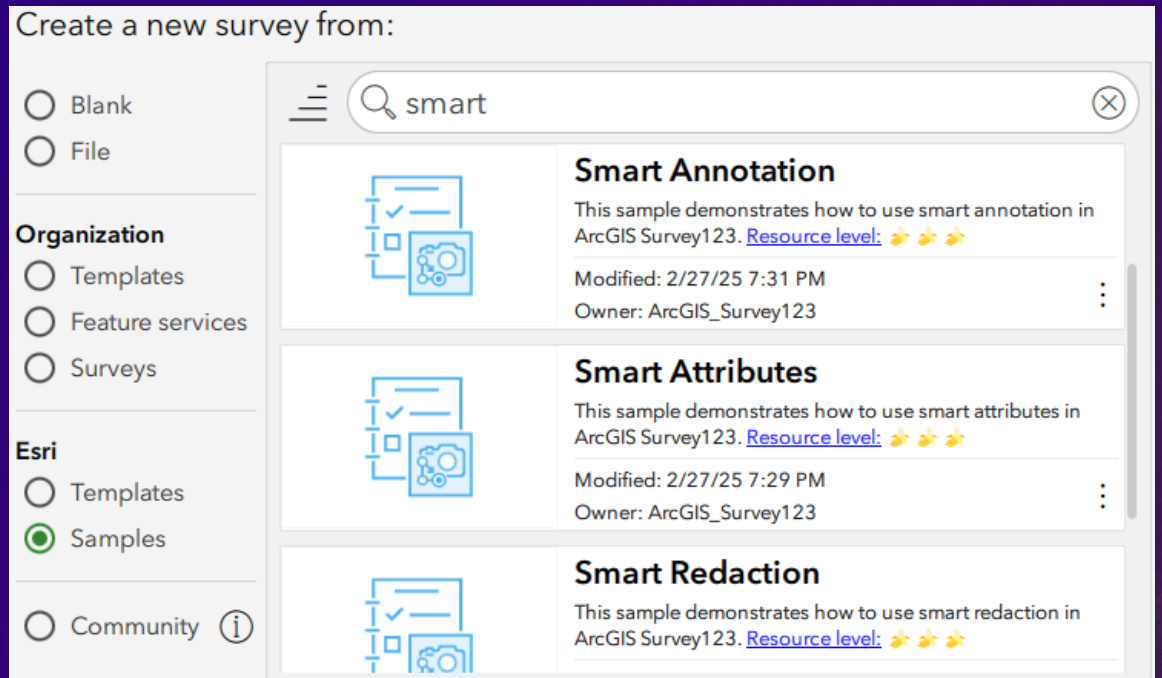 Create a new survey from:
Blank
File
Organization
Templates
Feature services
Surveys
Esri
Templates
Samples
Community
smart
Smart Annotation
This sample demonstrates how to use smart annotation in
ArcGIS Survey123. Resource level: 🍌 🍌 🍌
Modified: 2/27/25 7:31 PM
Owner: ArcGIS_Survey123
Smart Attributes
This sample demonstrates how to use smart attributes in
ArcGIS Survey123. Resource level: 🍌 🍌 🍌
Modified: 2/27/25 7:29 PM
Owner: ArcGIS_Survey123
Smart Redaction
This sample demonstrates how to use smart redaction in
ArcGIS Survey123. Resource level: 🍌 🍌 🍌